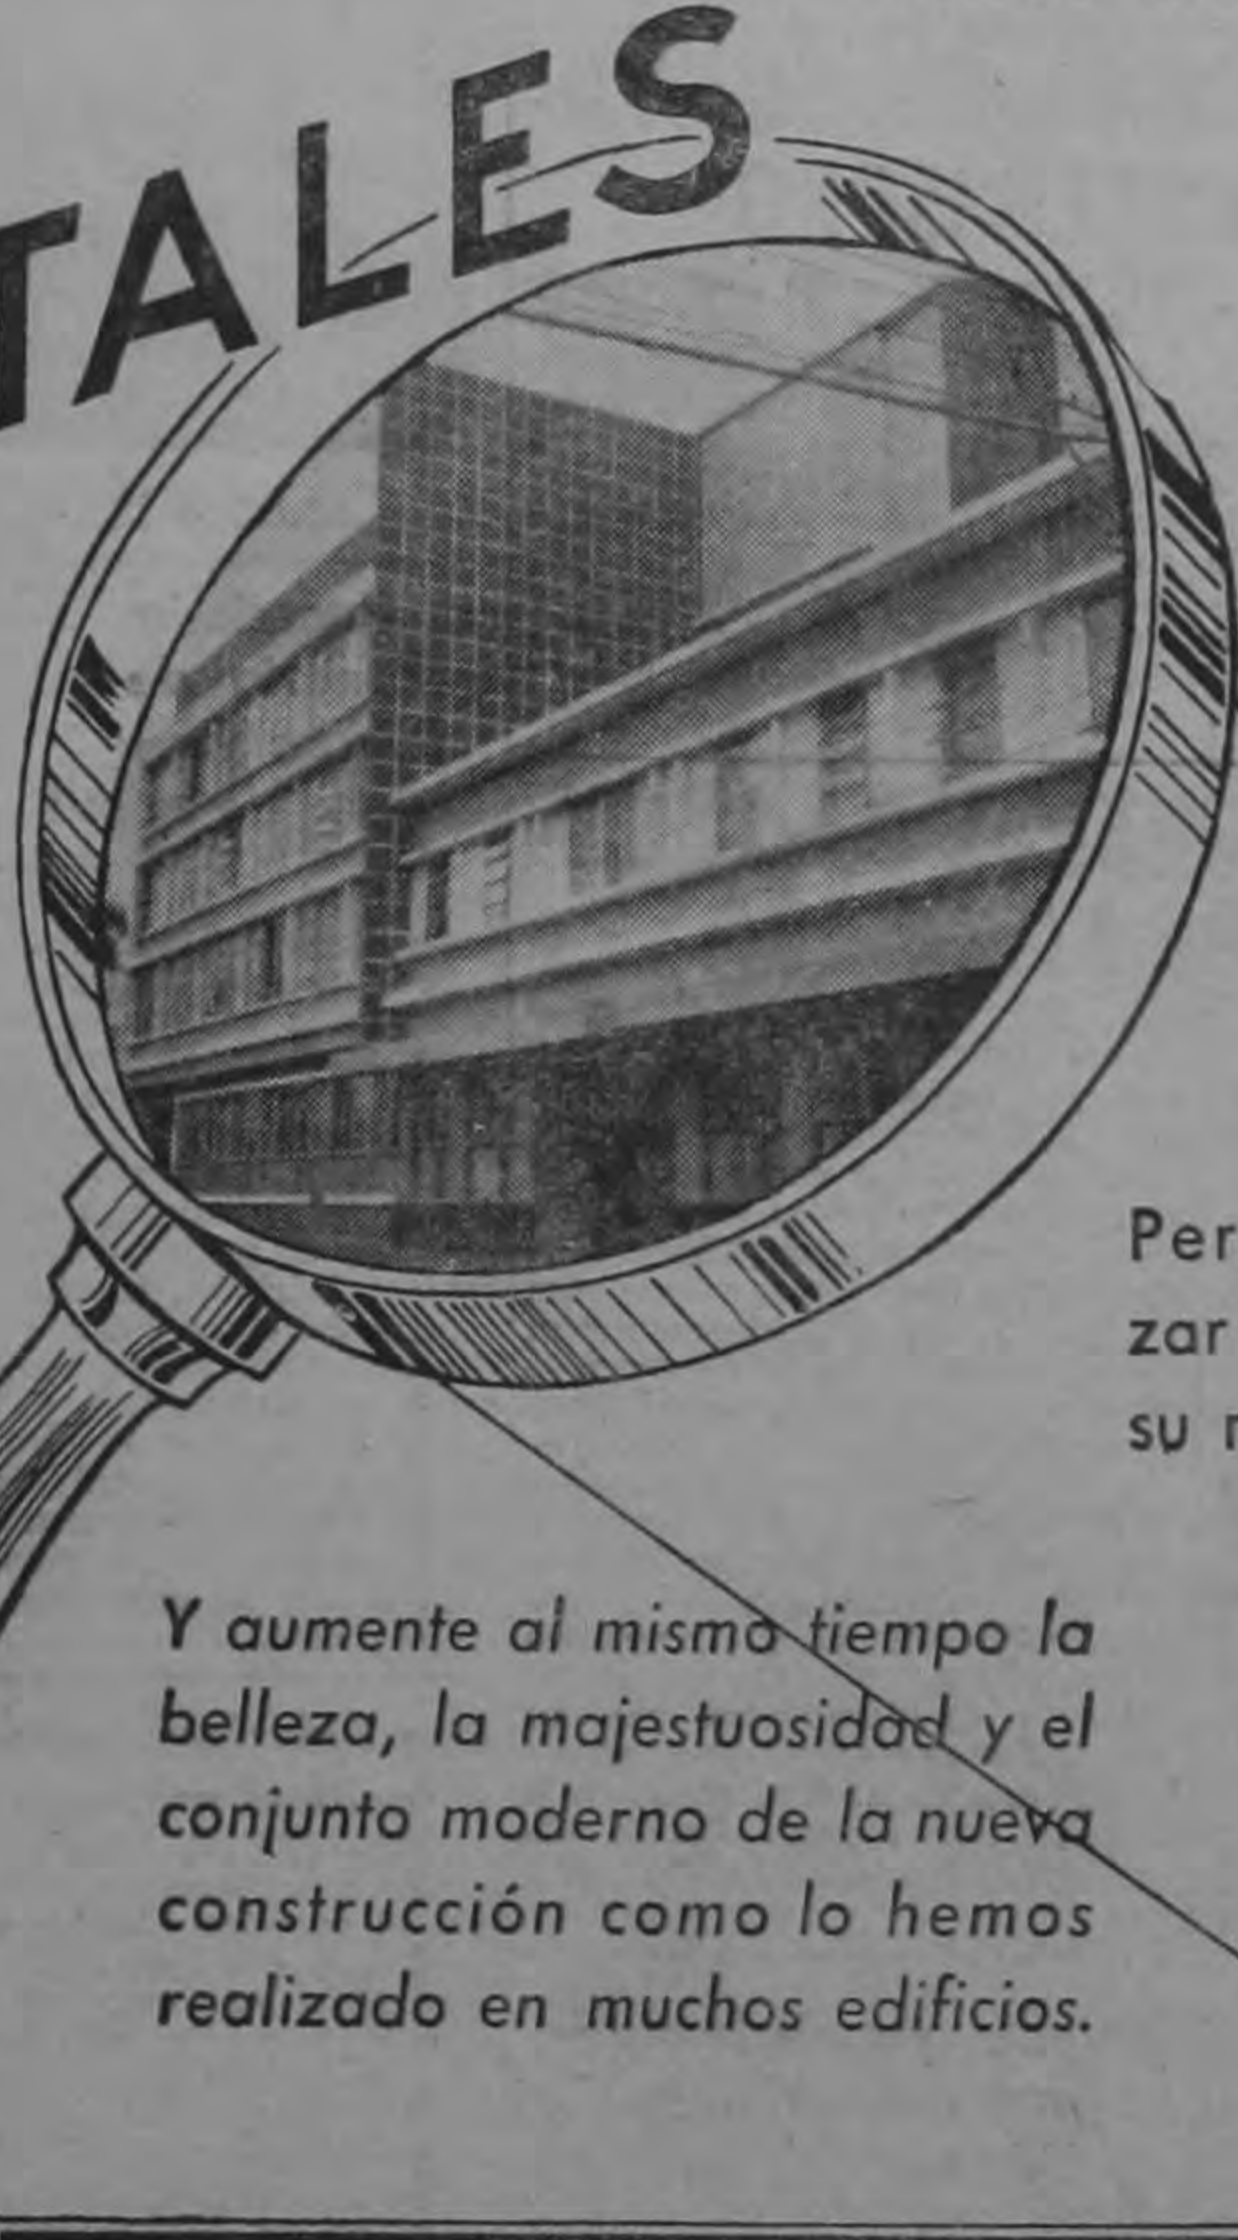 TALES
Per
zar
su
Y aumente al mismo tiempo la
belleza, la majestuosidad y el
conjunto moderno de la nueva
construcción como lo hemos
realizado en muchos edificios.